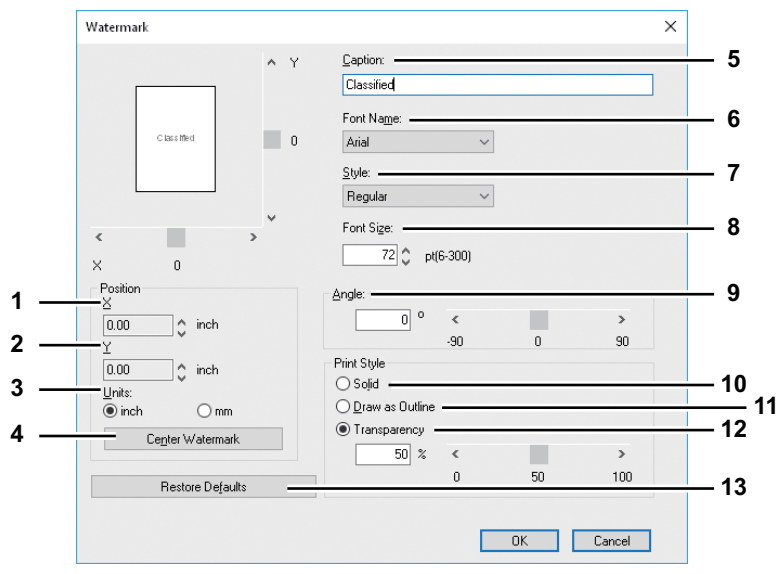 Watermark
Y
Caption: 5
Classified
Font Name: 6
Classified
0
Arial
Style: 7
Regular
Font Size: 8
72 pt(6-300)
X 0
Position
1 X
0.00 inch
2 Y
0.00 inch
3 Units:
inch mm
4 Center Watermark
Angle: 9
0 °
-90 0 90
Print Style
Solid 10
Draw as Outline 11
Transparency 12
50 %
0 50 100
Restore Defaults 13
OK Cancel